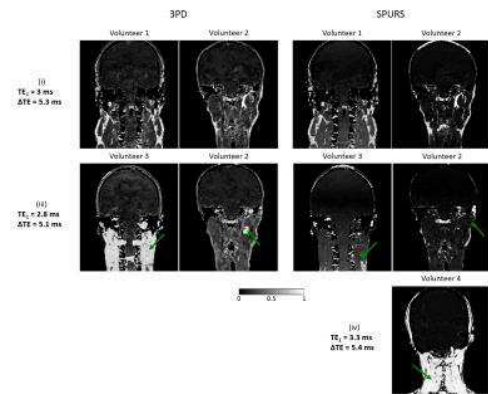 3PD
SPURS
Volunteer 1
Volunteer 2
Volunteer 1
Volunteer 2
(i)
TE₁ = 3 ms
ΔTE = 5.3 ms
Volunteer 3
Volunteer 2
Volunteer 3
Volunteer 2
TE₁ = 2.8 ms
ΔTE = 5.1 ms
0
0.5
1
Volunteer 4
(iv)
TE₁ = 3.3 ms
ΔTE = 5.4 ms